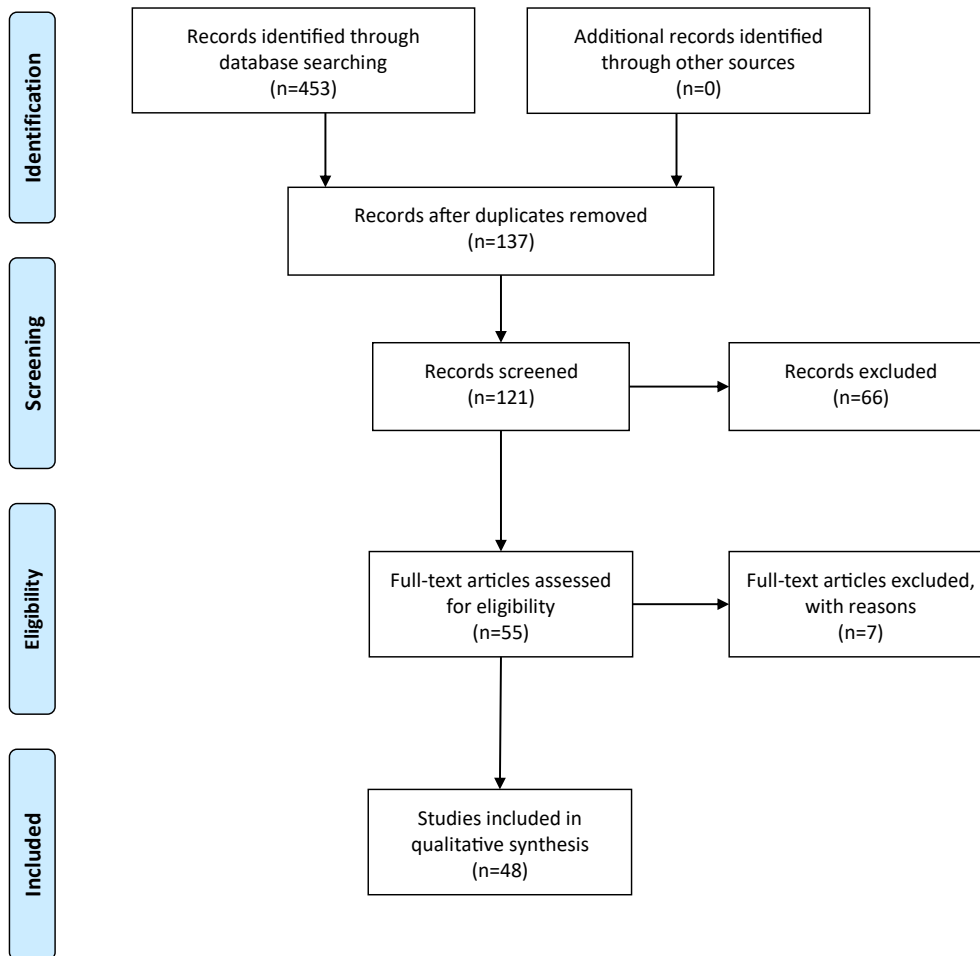 Identification
Records identified through
database searching
(n=453)
Additional records identified
through other sources
(n=0)
Records after duplicates removed
(n=137)
Screening
Records screened
(n=121)
Records excluded
(n=66)
Eligibility
Full-text articles assessed
for eligibility
(n=55)
Full-text articles excluded,
with reasons
(n=7)
Included
Studies included in
qualitative synthesis
(n=48)